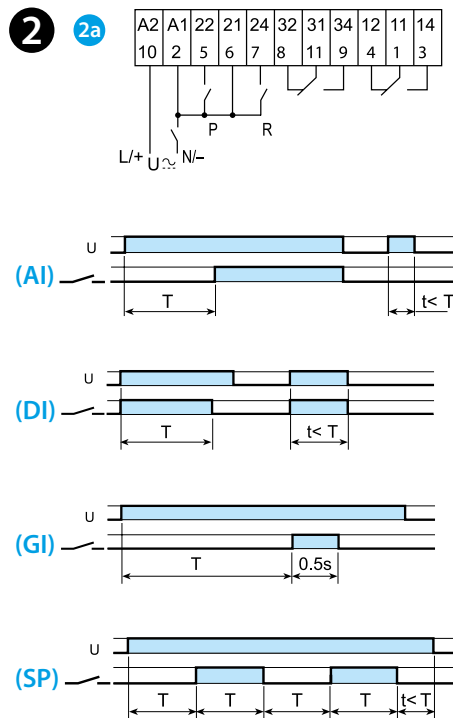 2 2a
A2 A1 22 21 24 32 31 34 12 11 14
10 2 5 6 7 8 11 9 4 1 3
P R
L/+ U N/–
U
(AI)
T t< T
U
(DI)
T t< T
U
(GI)
T 0.5s
U
(SP)
T T T T t< T